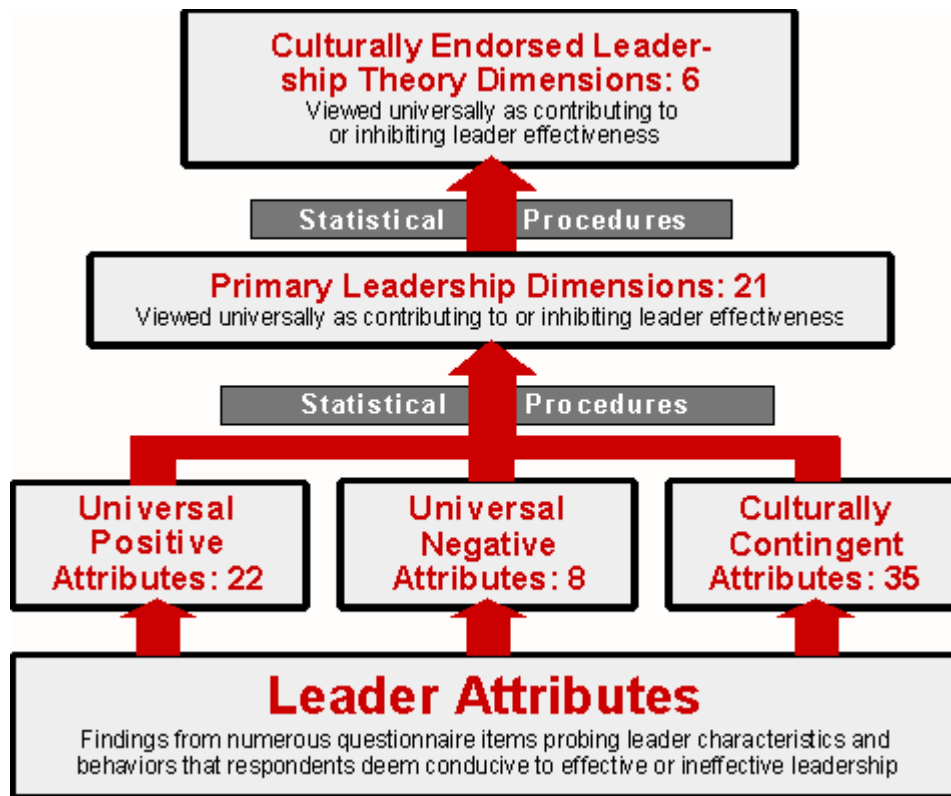 Culturally Endorsed Leader-
ship Theory Dimensions: 6
Viewed universally as contributing to
or inhibiting leader effectiveness
Statistical Procedures
Primary Leadership Dimensions: 21
Viewed universally as contributing to or inhibiting leader effectiveness
Statistical Procedures
Universal
Positive
Attributes: 22
Universal
Negative
Attributes: 8
Culturally
Contingent
Attributes: 35
Leader Attributes
Findings from numerous questionnaire items probing leader characteristics and
behaviors that respondents deem conducive to effective or ineffective leadership